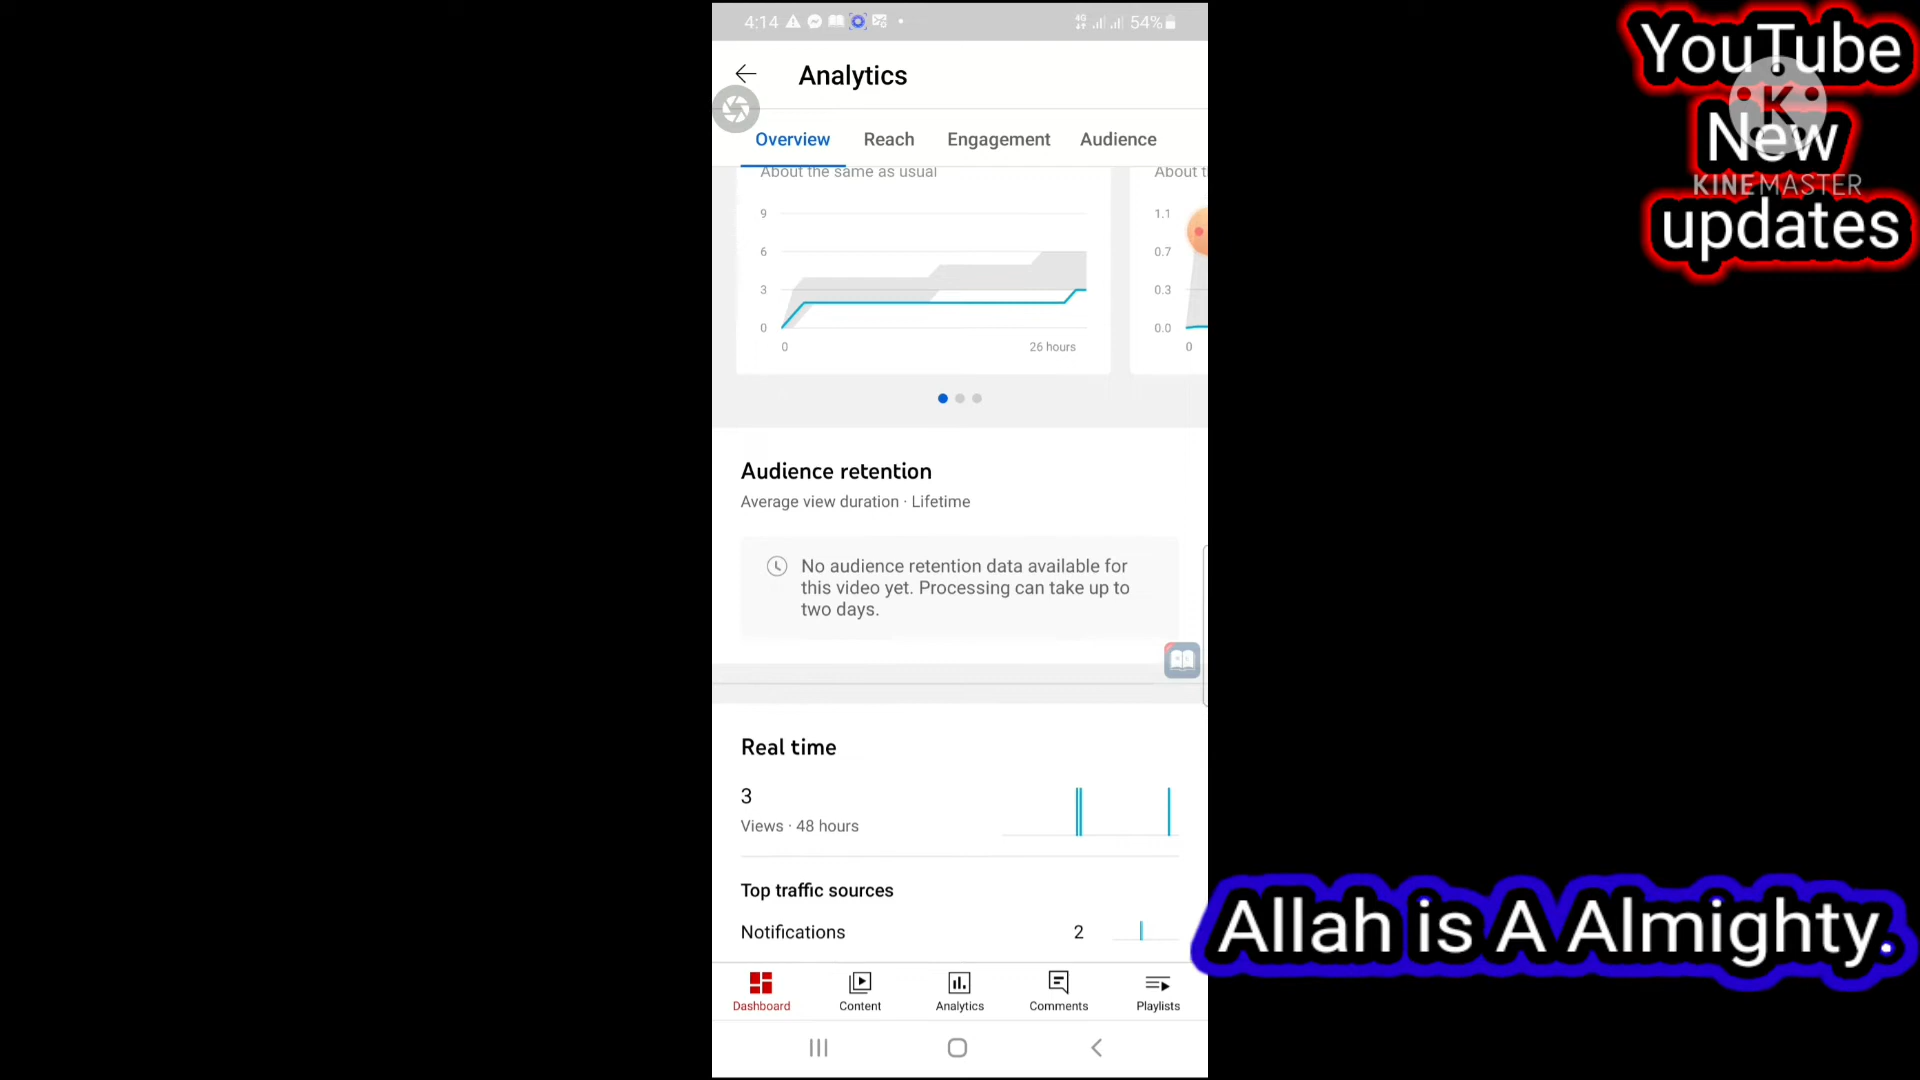 4:14
4G 54%
Analytics
Overview Reach Engagement Audience
About the same as usual
About t
9
6
3
0
0
26 hours
1.1
0.7
0.3
0.0
0
Audience retention
Average view duration · Lifetime
No audience retention data available for
this video yet. Processing can take up to
two days.
Real time
3
Views · 48 hours
Top traffic sources
Notifications 2
Dashboard Content Analytics Comments Playlists
YouTube
New
updates
K
KINEMASTER
Allah is A Almighty.